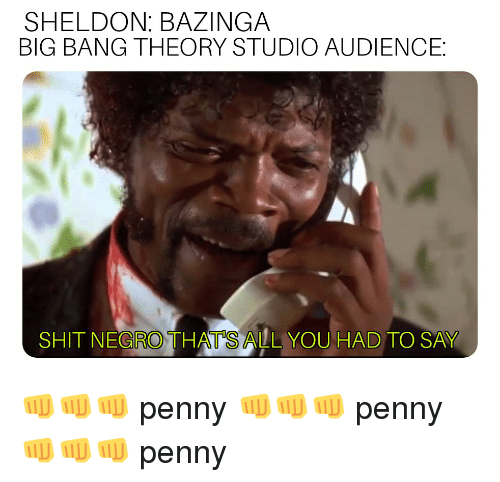 SHELDON: BAZINGA
BIG BANG THEORY STUDIO AUDIENCE:
SHIT NEGRO THAT'S ALL YOU HAD TO SAY
👊👊👊 penny 👊👊👊 penny
👊👊👊 penny